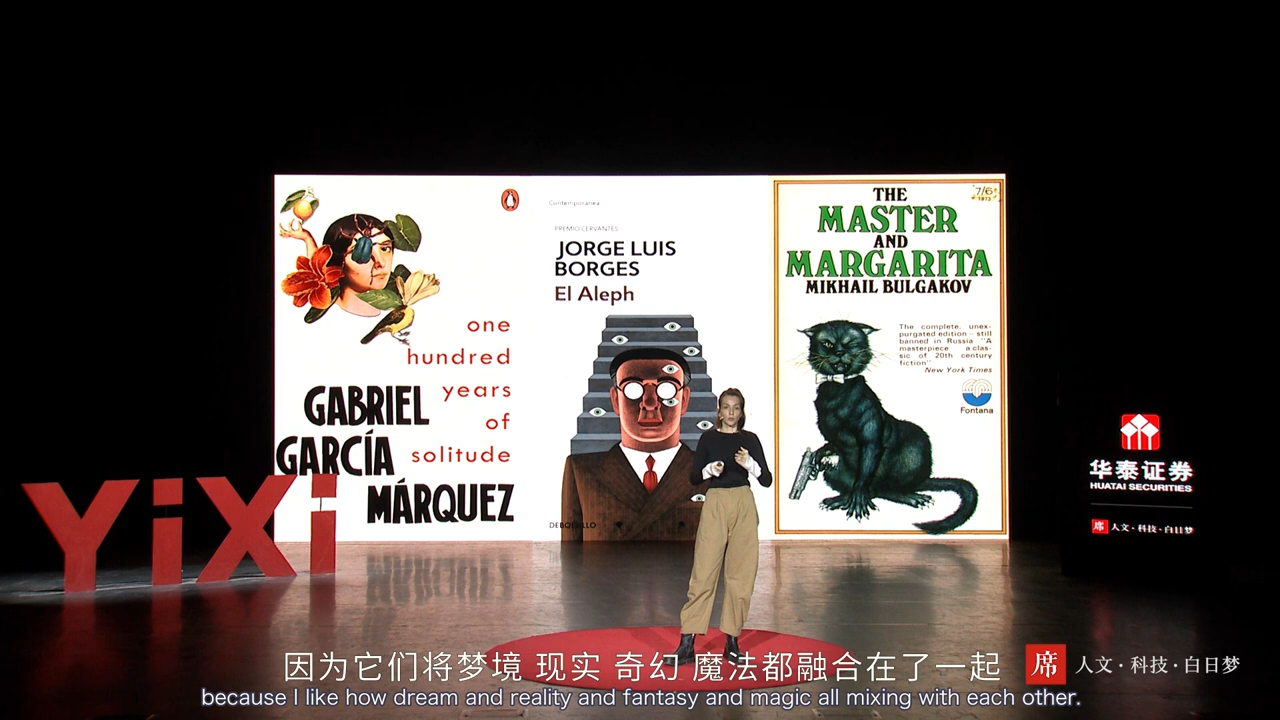 one
hundred
years
of
solitude
GABRIEL
GARCÍA
MÁRQUEZ
Contemporanea
PREMIO CERVANTES
JORGE LUIS
BORGES
El Aleph
DEBOLSILLO
THE
MASTER
AND
MARGARITA
MIKHAIL BULGAKOV
7/6
The complete, unex-
purgated edition – still
banned in Russia "A
masterpiece a clas-
sic of 20th century
fiction"
New York Times
Fontana
YiXi
华泰证券
HUATAI SECURITIES
席 人文·科技·白日梦
因为它们将梦境 现实 奇幻 魔法都融合在了一起
because I like how dream and reality and fantasy and magic all mixing with each other.
席 人文·科技·白日梦